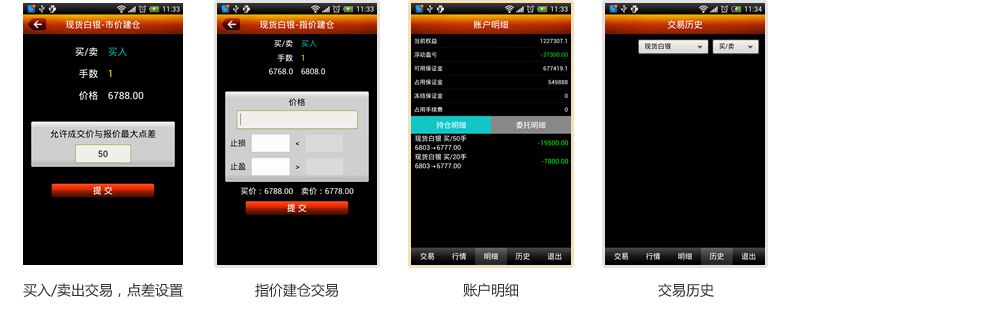 11:33
现货白银-市价建仓
买/卖 买入
手数 1
价格 6788.00
允许成交价与报价最大点差
50
提 交
买入/卖出交易，点差设置
11:33
现货白银-指价建仓
买/卖 买入
手数 1
6768.0 6808.0
价格
止损 <
止盈 >
买价：6788.00 卖价：6778.00
提 交
指价建仓交易
11:33
账户明细
当前权益 1227307.1
浮动盈亏 -27300.00
可用保证金 677419.1
占用保证金 549888
冻结保证金 0
占用手续费 0
持仓明细 委托明细
现货白银 买/50手
6803→6777.00 -19500.00
现货白银 买/20手
6803→6777.00 -7800.00
交易 行情 明细 历史 退出
账户明细
11:34
交易历史
现货白银 买/卖
交易 行情 明细 历史 退出
交易历史